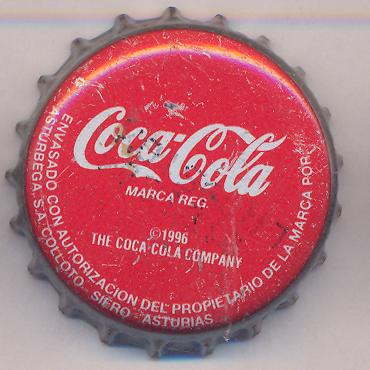 Coca-Cola
MARCA REG.
©1996
THE COCA-COLA COMPANY
ENVASADO CON AUTORIZACION DEL PROPIETARIO DE LA MARCA POR:
ASTURBEGA, S.A. COLLOTO, SIERO - ASTURIAS